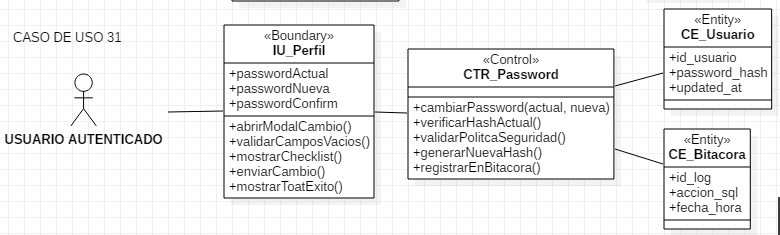 CASO DE USO 31
USUARIO AUTENTICADO
«Boundary»
IU_Perfil
+passwordActual
+passwordNueva
+passwordConfirm
+abrirModalCambio()
+validarCamposVacios()
+mostrarChecklist()
+enviarCambio()
+mostrarToatExito()
«Control»
CTR_Password
+cambiarPassword(actual, nueva)
+verificarHashActual()
+validarPolitcaSeguridad()
+generarNuevaHash()
+registrarEnBitacora()
«Entity»
CE_Usuario
+id_usuario
+password_hash
+updated_at
«Entity»
CE_Bitacora
+id_log
+accion_sql
+fecha_hora